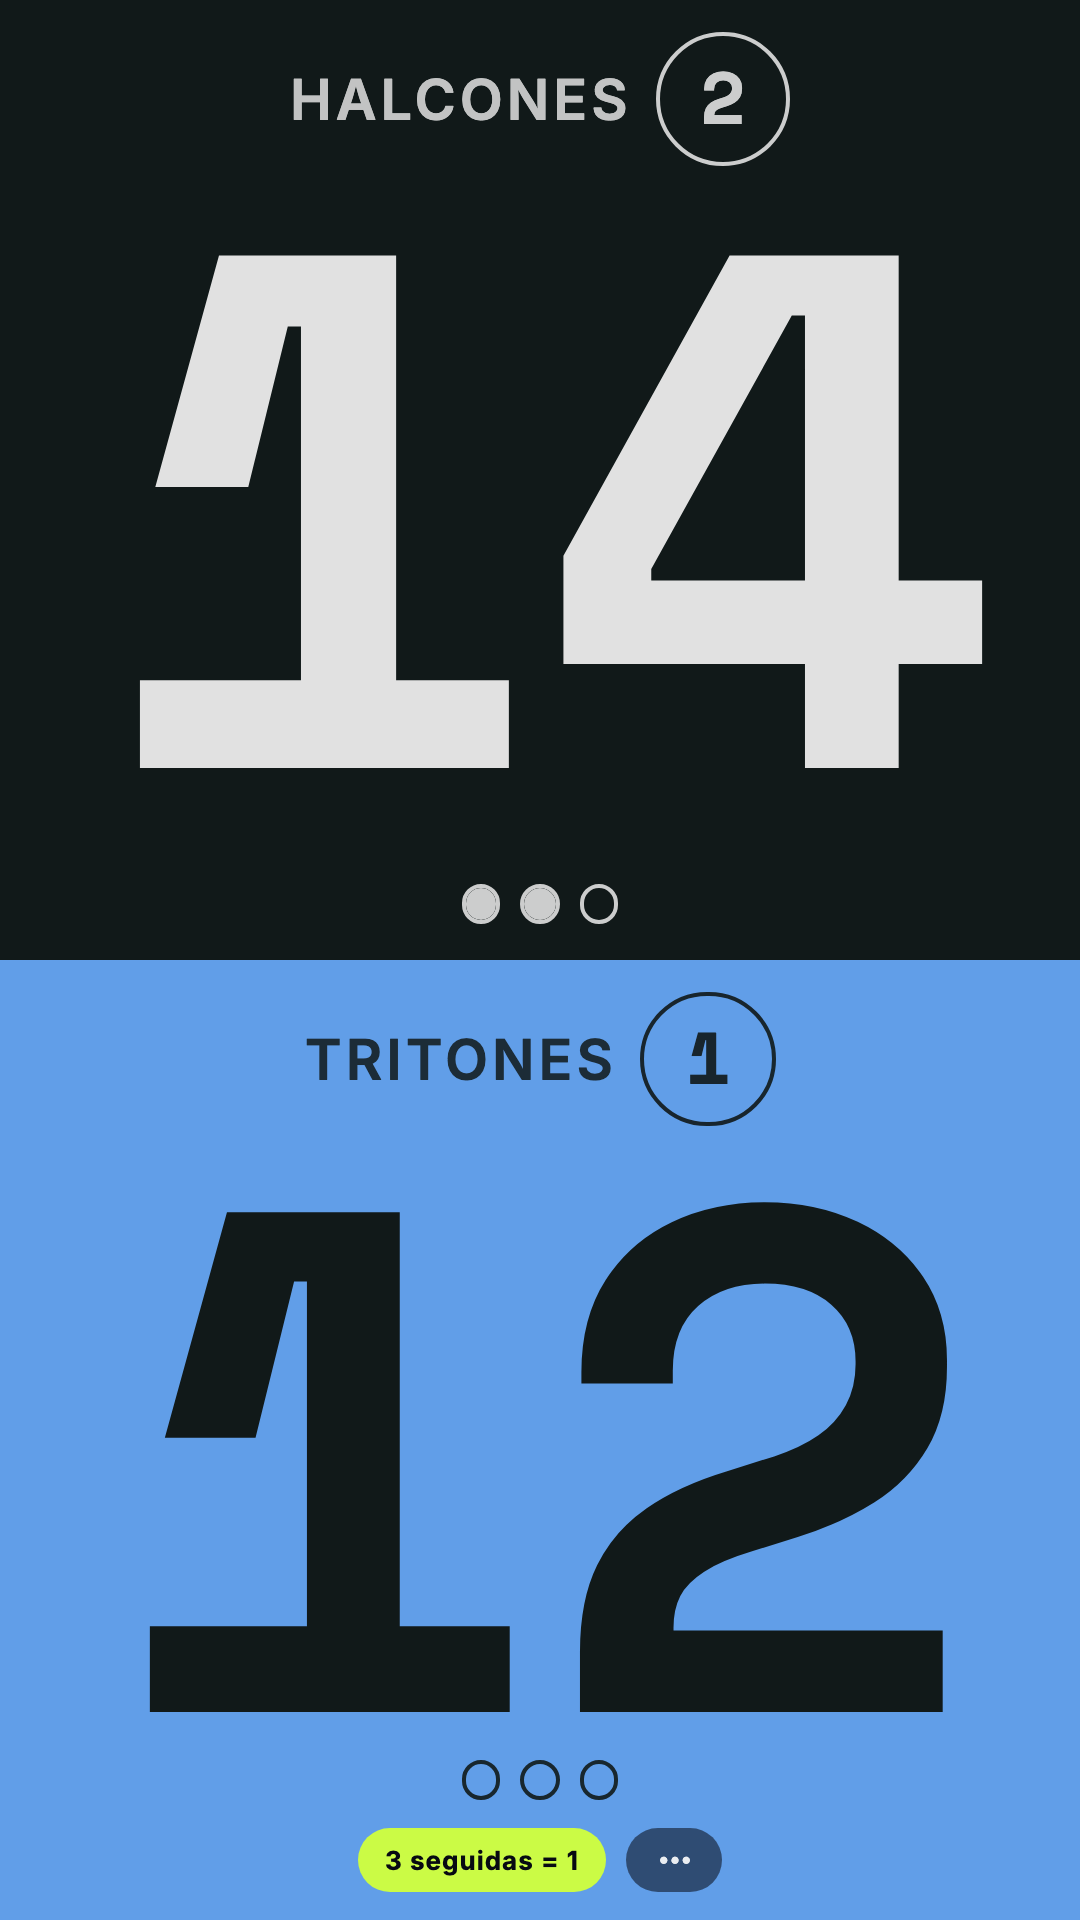 HALCONES 2
14
TRITONES 1
12
3 seguidas = 1 •••